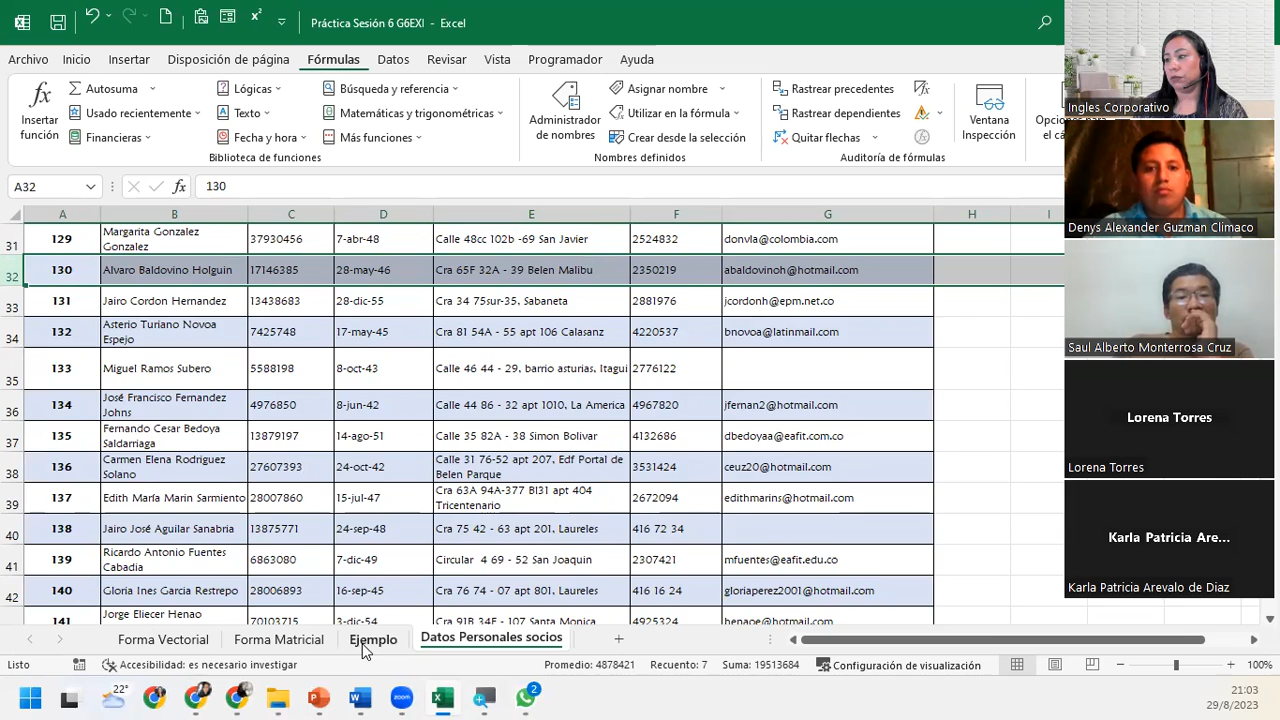 Práctica Sesión 6 G6EXI - Excel
Archivo Inicio Insertar Disposición de página Fórmulas Ayuda
Insertar función
Autosuma
Usado recientemente
Financieras
Lógicas
Texto
Fecha y hora
Búsqueda y referencia
Matemáticas y trigonométricas
Más funciones
Biblioteca de funciones
Asignar nombre
Utilizar en la fórmula
Crear desde la selección
Nombres definidos
Rastrear precedentes
Rastrear dependientes
Quitar flechas
Auditoría de fórmulas
Ventana Inspección
A32 fx 130
A B C D E F G H I
31 129 Margarita Gonzalez Gonzalez 37930456 Calle 48cc 102b -69 San Javier 2524832 donvla@colomba.com
32 130 Alvaro Baldovino Holguin 17146385 28-may-46 Cra 65F 32A - 39 Belen Malibu 2350219 abaldovinoh@hotmail.com
33 131 Jairo Cordon Hernandez 13438683 28-dic-55 Cra 34 75sur-35, Sabaneta 2881976 jcordonh@epm.net.co
34 132 Asterio Turiano Novoa Espejo 7425748 17-may-45 Cra 81 54A - 55 apt 106 Calasanz 4220537 bnovoa@latinmail.com
35 133 Miguel Ramos Subero 5588198 Calle 46 44 - 29, barrio Asturias, Itagui 2776122
36 134 José Francisco Fernandez Johns 4976850 8-jun-42 Calle 44 86 - 32 apt 1010, La America 4967820 jfernan2@hotmail.com
37 135 Fernando Cesar Bedoya Saldarriaga 13879197 14-ago-51 Calle 35 82A - 38 Simon Bolivar 4132686 dbedoyaa@eafit.com.co
38 136 Carmen Elena Rodriguez Solano 27607393 24-oct-42 Calle 31 76-52 apt 207, Edf Portal de Belen Parque 3531424 ceuz20@hotmail.com
39 137 Edith María Marin Sarmiento 28007860 15-jul-47 Cra 63A 94A-377 Bl31 apt 404 Tricentenario 2672094 edithmarins@hotmail.com
40 138 Jairo José Aguilar Sanabria 13875771 24-sep-48 Cra 75 42 - 63 apt 201, Laureles 416 72 34
41 139 Ricardo Antonio Fuentes Cabadia 6863080 7-dic-49 Circular 4 69 - 52 San Joaquin 2307421 mfuentes@eafit.edu.co
42 140 Gloria Ines Garcia Restrepo 28006893 16-sep-45 Cra 76 74 - 07 apt 801, Laureles 416 16 24 gloriaperez2001@hotmail.com
141 Jorge Eliecer Henao
Forma Vectorial Forma Matricial Ejemplo Datos Personales socios +
Listo Accesibilidad: es necesario investigar Promedio: 4878421 Recuento: 7 Suma: 19513684 Configuración de visualización 100%
22°
2
21:03
29/8/2023
Ingles Corporativo
Denys Alexander Guzman Climaco
Saul Alberto Monterrosa Cruz
Lorena Torres
Lorena Torres
Karla Patricia Are...
Karla Patricia Arevalo de Diaz